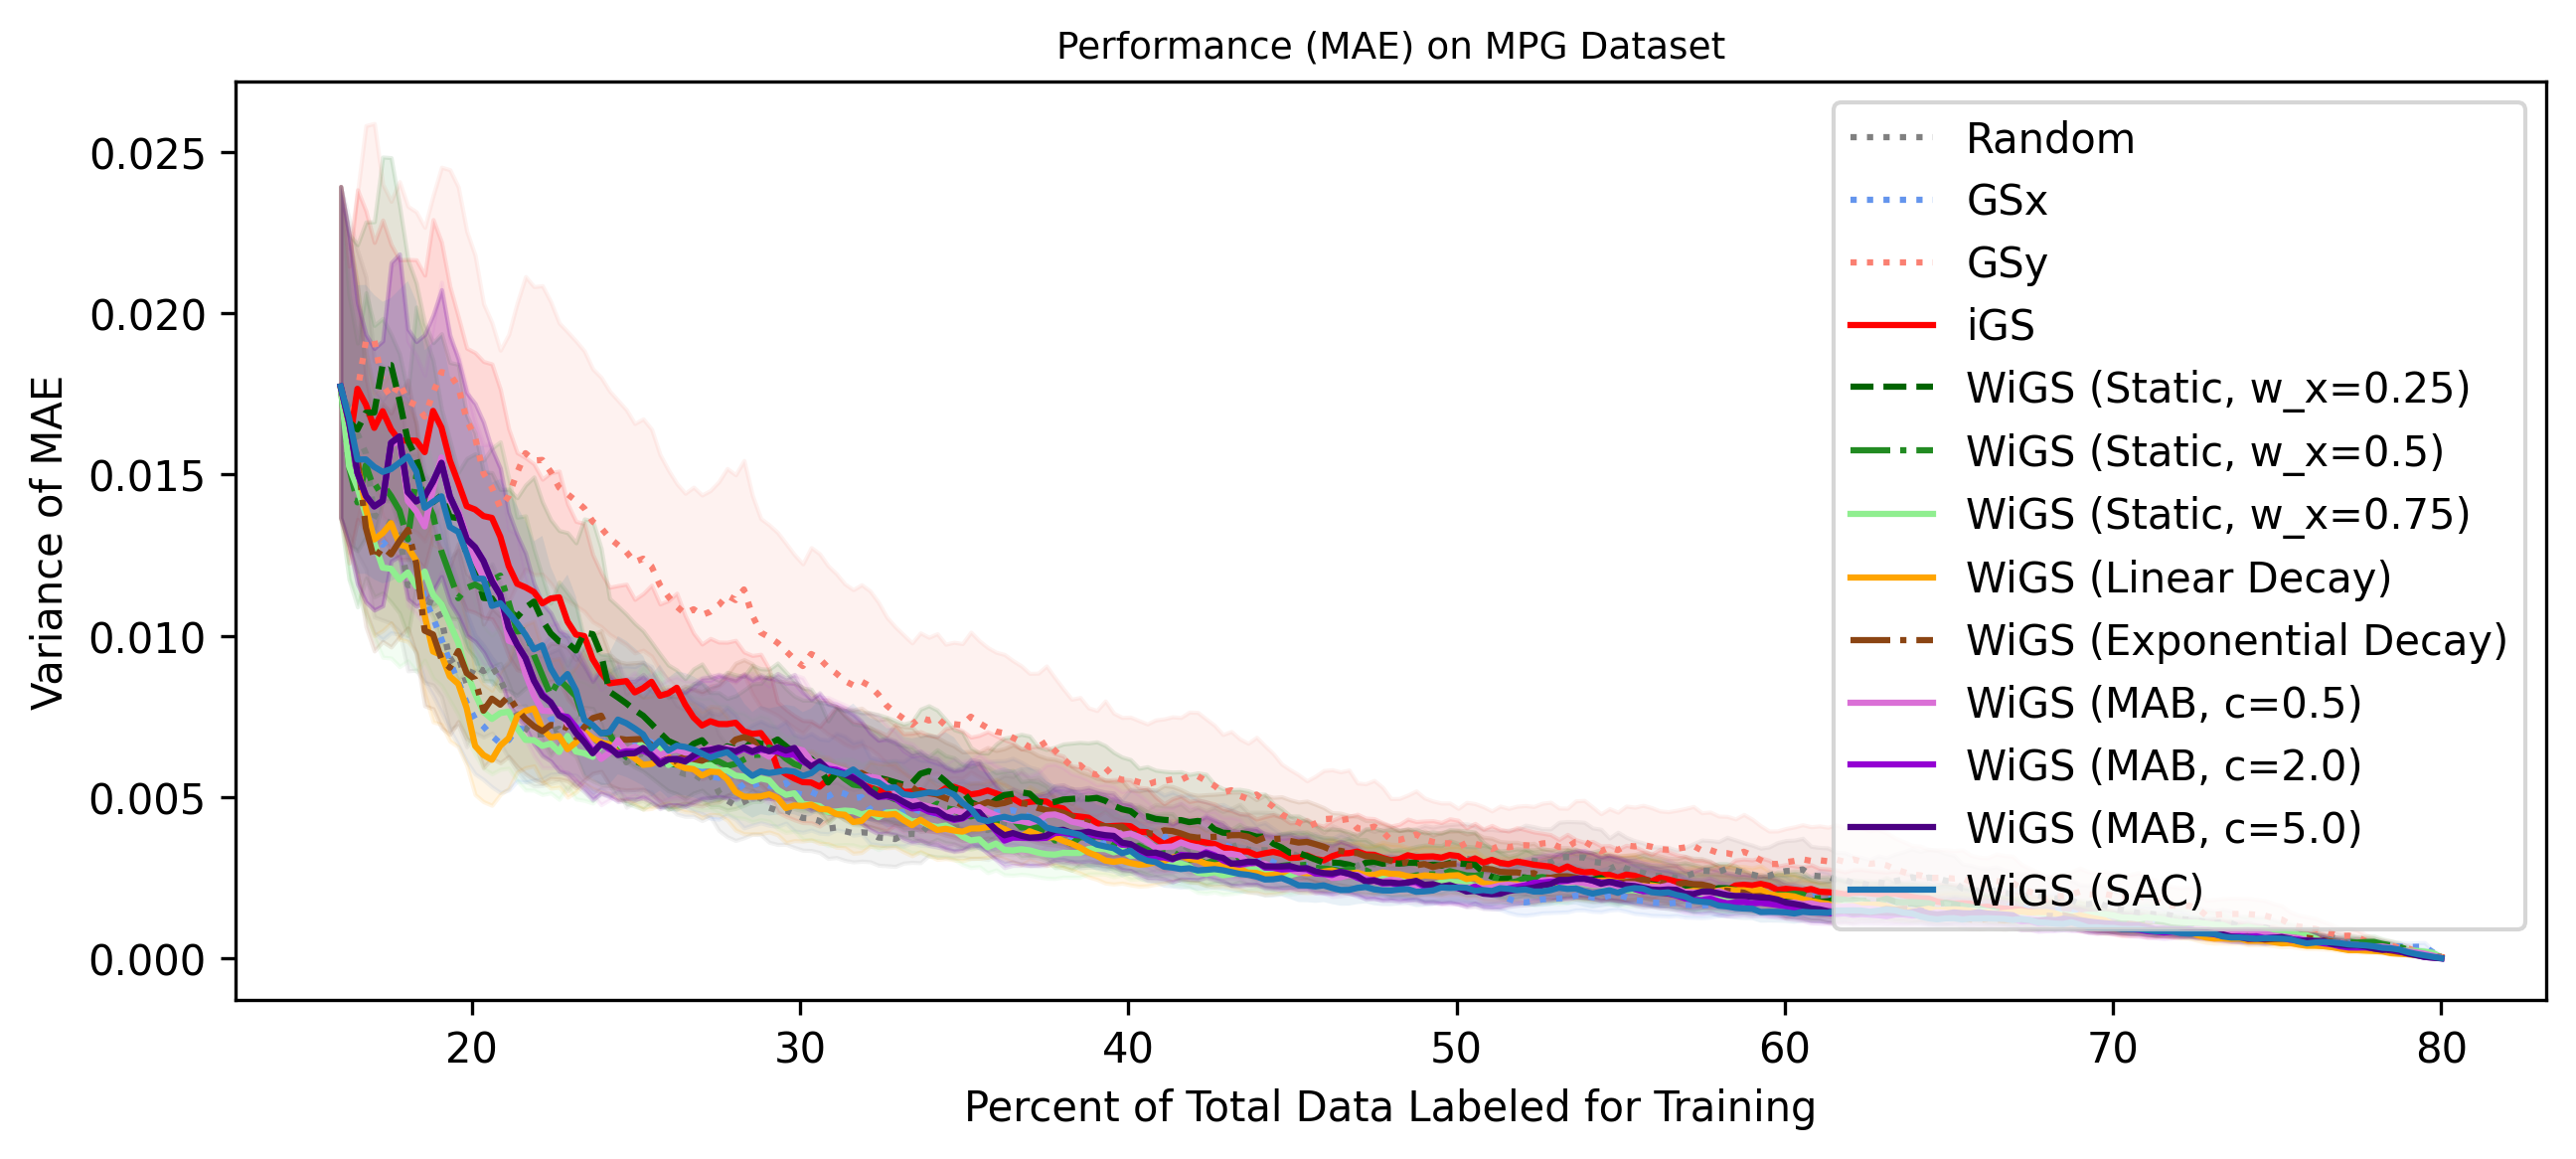 Performance (MAE) on MPG Dataset
Variance of MAE
0.025
0.020
0.015
0.010
0.005
0.000
20 30 40 50 60 70 80
Percent of Total Data Labeled for Training
Random
GSx
GSy
iGS
WiGS (Static, w_x=0.25)
WiGS (Static, w_x=0.5)
WiGS (Static, w_x=0.75)
WiGS (Linear Decay)
WiGS (Exponential Decay)
WiGS (MAB, c=0.5)
WiGS (MAB, c=2.0)
WiGS (MAB, c=5.0)
WiGS (SAC)